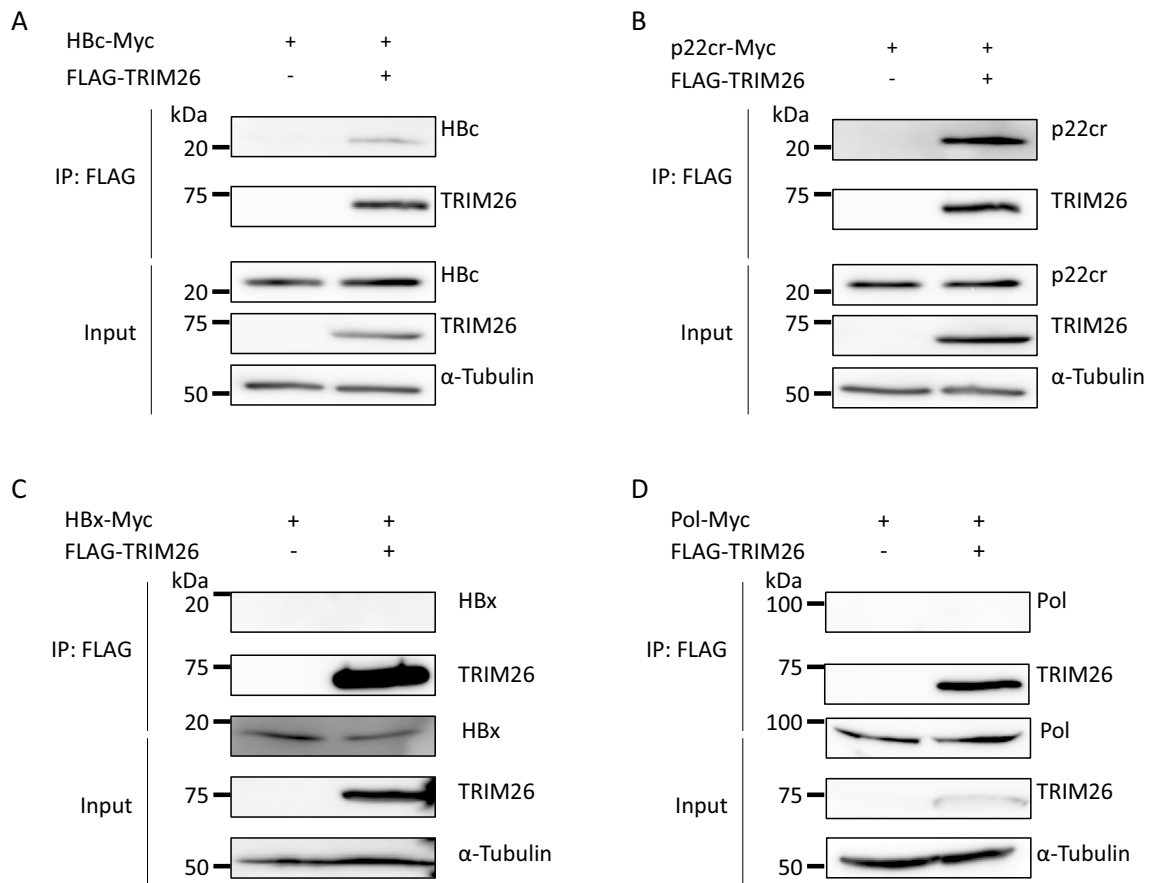 A
HBc-Myc + +
FLAG-TRIM26 - +
kDa
HBc
20
IP: FLAG
75
TRIM26
HBc
20
Input
75
TRIM26
α-Tubulin
50
B
p22cr-Myc + +
FLAG-TRIM26 - +
kDa
p22cr
20
IP: FLAG
75
TRIM26
p22cr
20
Input
75
TRIM26
α-Tubulin
50
C
HBx-Myc + +
FLAG-TRIM26 - +
kDa
20
HBx
IP: FLAG
75
TRIM26
20
HBx
Input
75
TRIM26
α-Tubulin
50
D
Pol-Myc + +
FLAG-TRIM26 - +
kDa
100
Pol
IP: FLAG
75
TRIM26
100
Pol
Input
75
TRIM26
α-Tubulin
50